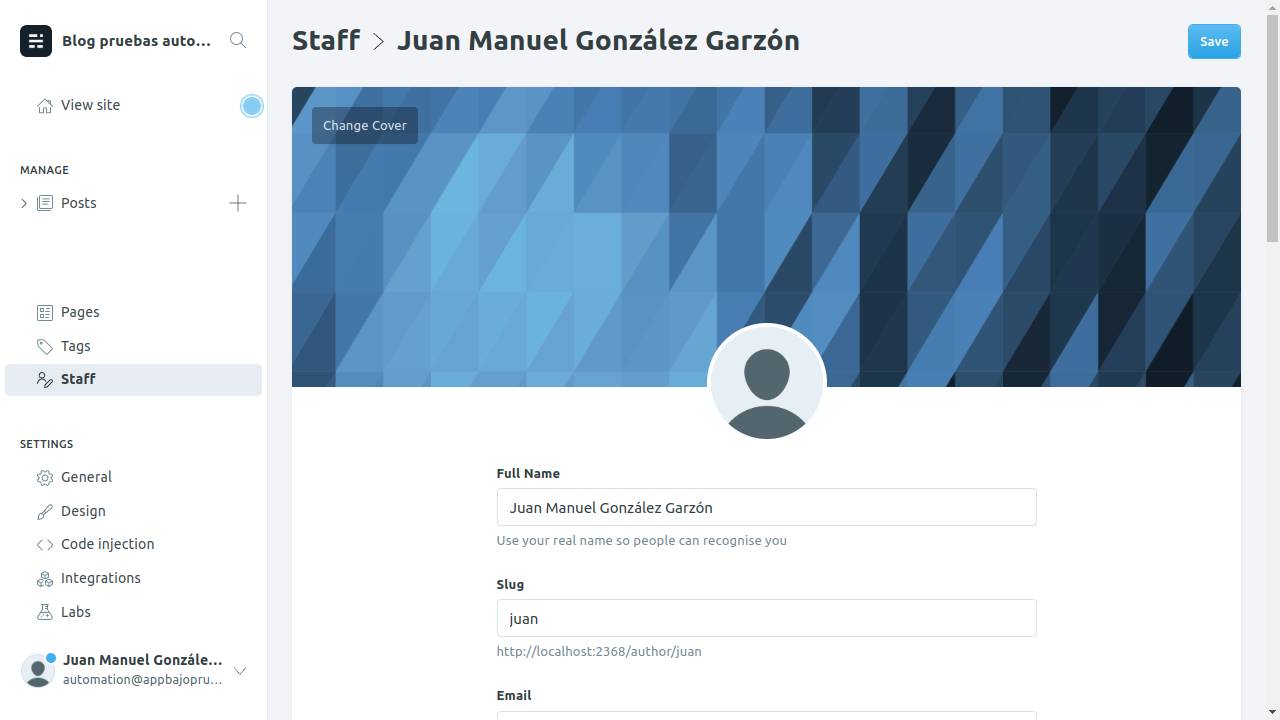 Blog pruebas auto...
View site
MANAGE
Posts
Pages
Tags
Staff
SETTINGS
General
Design
Code injection
Integrations
Labs
Juan Manuel Gonzále...
automation@appbajopru...
Staff > Juan Manuel González Garzón
Save
Change Cover
Full Name
Juan Manuel González Garzón
Use your real name so people can recognise you
Slug
juan
http://localhost:2368/author/juan
Email